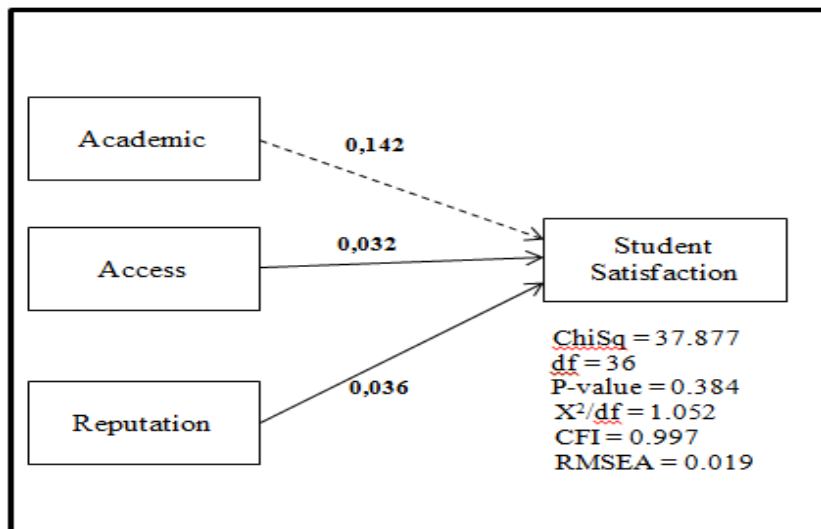 Academic
0,142
Access
0,032
Student
Satisfaction
Reputation
0,036
ChiSq = 37.877
df = 36
P-value = 0.384
X²/df = 1.052
CFI = 0.997
RMSEA = 0.019